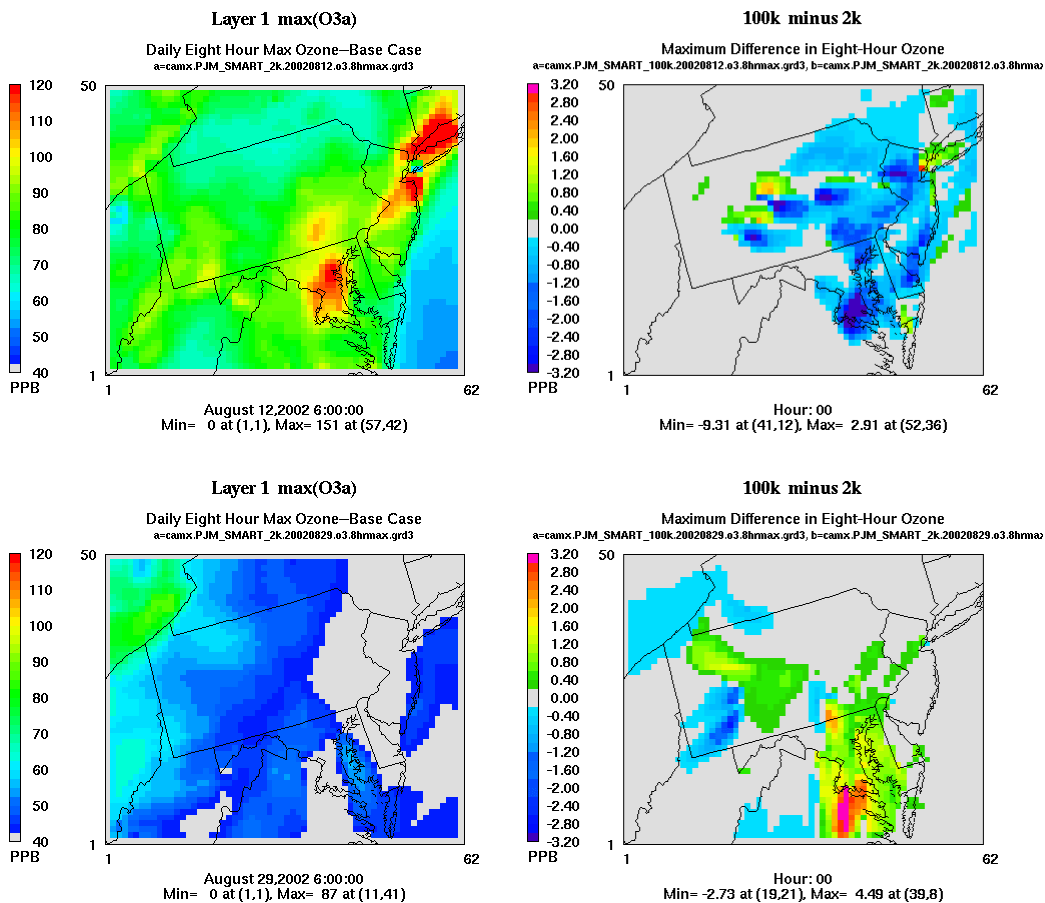 Layer 1 max(O3a)
Daily Eight Hour Max Ozone—Base Case
a=camx.PJM_SMART_2k.20020812.o3.8hrmax.grd3
120
110
100
90
80
70
60
50
40
PPB
50
1
1
62
August 12,2002 6:00:00
Min= 0 at (1,1), Max= 151 at (57,42)
100k minus 2k
Maximum Difference in Eight-Hour Ozone
a=camx.PJM_SMART_100k.20020812.o3.8hrmax.grd3, b=camx.PJM_SMART_2k.20020812.o3.8hrmax
3.20
2.80
2.40
2.00
1.60
1.20
0.80
0.40
0.00
-0.40
-0.80
-1.20
-1.60
-2.00
-2.40
-2.80
-3.20
PPB
50
1
1
62
Hour: 00
Min= -9.31 at (41,12), Max= 2.91 at (52,36)
Layer 1 max(O3a)
Daily Eight Hour Max Ozone—Base Case
a=camx.PJM_SMART_2k.20020829.o3.8hrmax.grd3
120
110
100
90
80
70
60
50
40
PPB
50
1
1
62
August 29,2002 6:00:00
Min= 0 at (1,1), Max= 87 at (11,41)
100k minus 2k
Maximum Difference in Eight-Hour Ozone
a=camx.PJM_SMART_100k.20020829.o3.8hrmax.grd3, b=camx.PJM_SMART_2k.20020829.o3.8hrmax
3.20
2.80
2.40
2.00
1.60
1.20
0.80
0.40
0.00
-0.40
-0.80
-1.20
-1.60
-2.00
-2.40
-2.80
-3.20
PPB
50
1
1
62
Hour: 00
Min= -2.73 at (19,21), Max= 4.49 at (39,8)